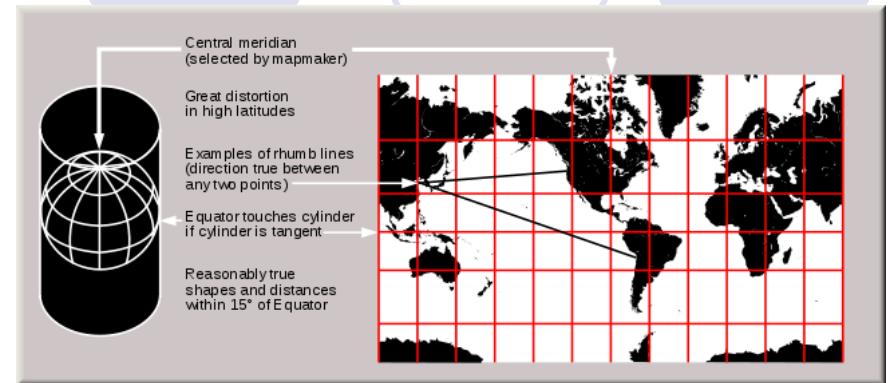 Central meridian
(selected by mapmaker)
Great distortion
in high latitudes
Examples of rhumb lines
(direction true between
any two points)
Equator touches cylinder
if cylinder is tangent
Reasonably true
shapes and distances
within 15° of Equator